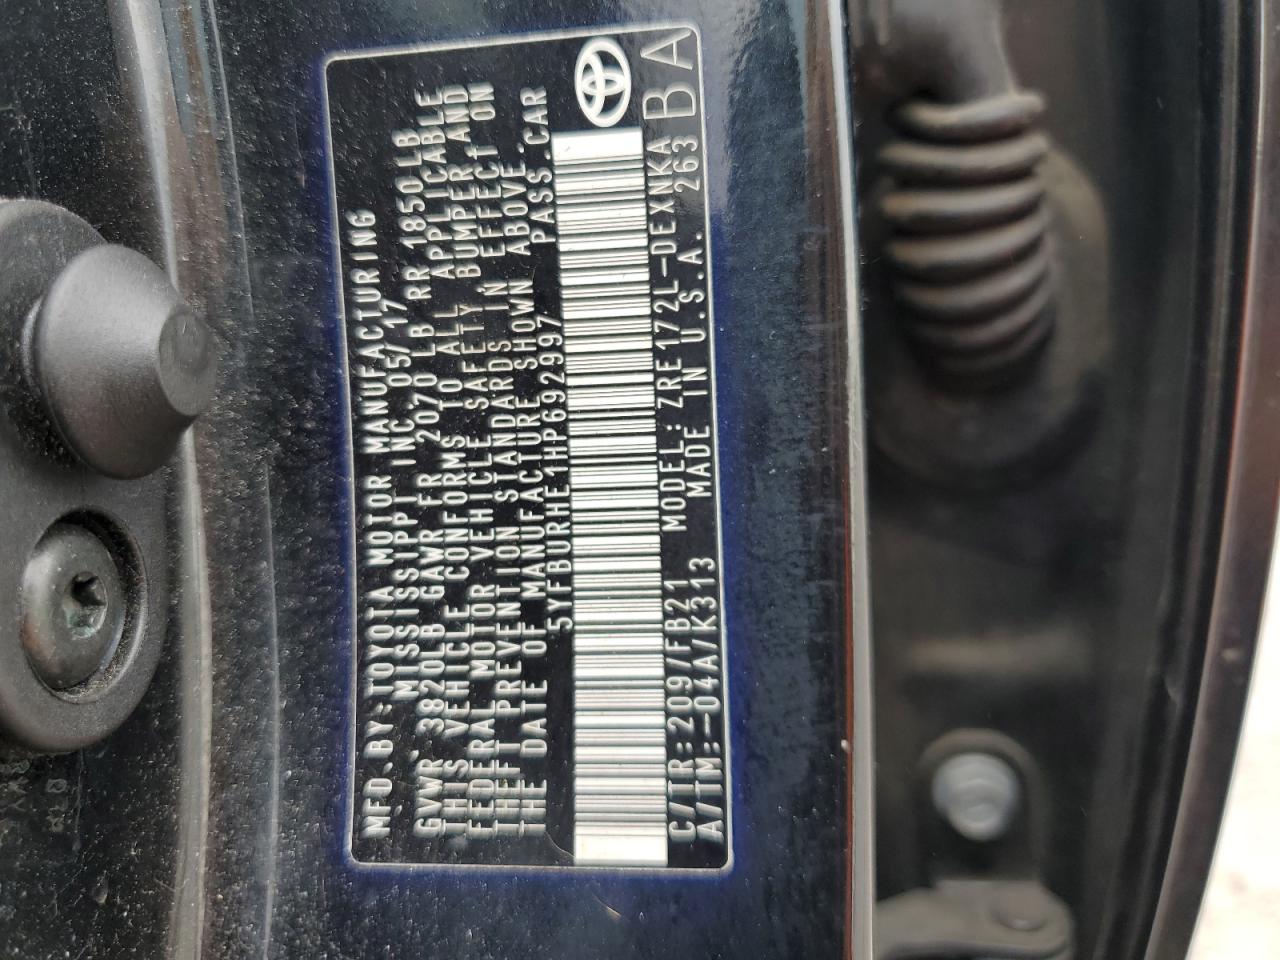 MFD.BY:TOYOTA MOTOR MANUFACTURING
MISSISSIPPI INC.05/17
GVWR 3820LB GAWR FR 2070 LB RR 1850LB
THIS VEHICLE CONFORMS TO ALL APPLICABLE
FEDERAL MOTOR VEHICLE SAFETY BUMPER AND
THEFT PREVENTION STANDARDS IN EFFECT ON
THE DATE OF MANUFACTURE SHOWN ABOVE.
5YFBURHE1HP692997 PASS.CAR
C/TR:209/FB21 MODEL:ZRE172L-DEXNKA
A/TM:-04A/K313 MADE IN U.S.A. 263
BA